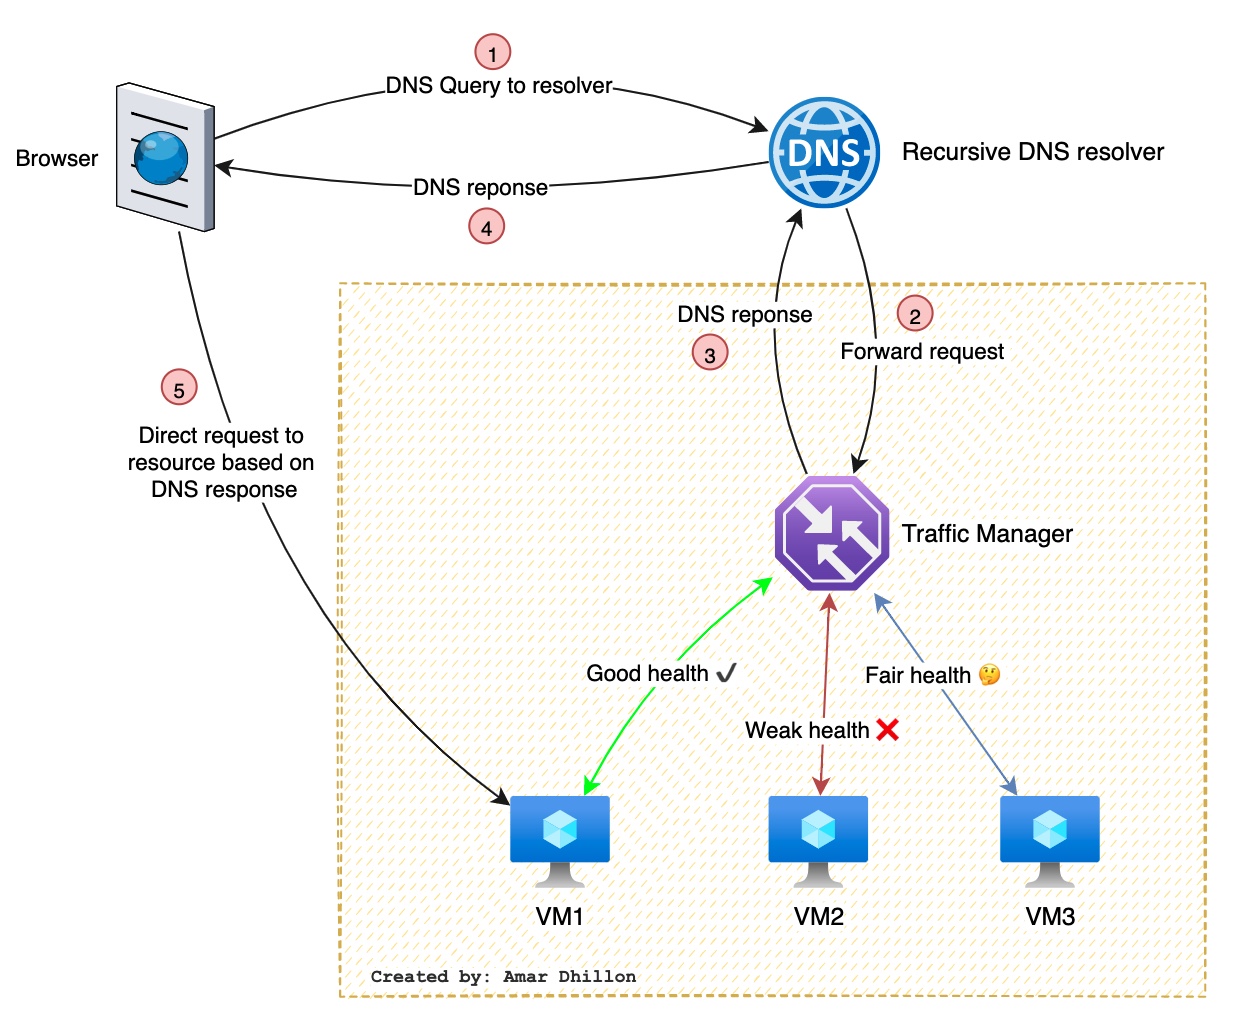 1
DNS Query to resolver
Browser
DNS
Recursive DNS resolver
DNS reponse
4
DNS reponse
2
3
Forward request
5
Direct request to
resource based on
DNS response
Traffic Manager
Good health ✔
Fair health 🤔
Weak health ❌
VM1
VM2
VM3
Created by: Amar Dhillon